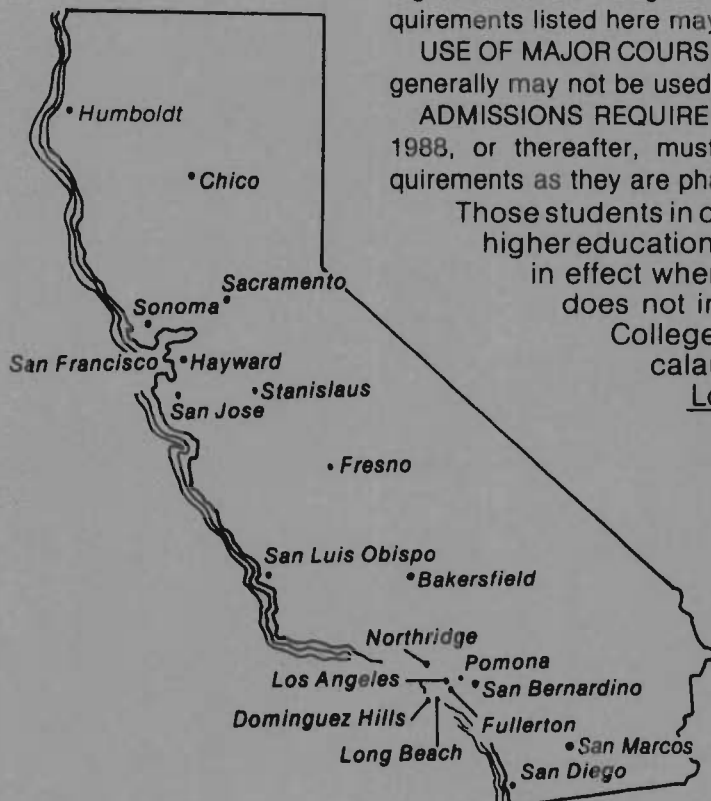 quirements listed here may
USE OF MAJOR COURS
generally may not be used
ADMISSIONS REQUIRE
1988, or thereafter, must
quirements as they are pha
Those students in c
higher education
in effect when
does not in
College
calau
Lo
Humboldt
Chico
Sacramento
Sonoma
San Francisco
Hayward
Stanislaus
San Jose
Fresno
San Luis Obispo
Bakersfield
Northridge
Pomona
Los Angeles
San Bernardino
Dominguez Hills
Fullerton
Long Beach
San Marcos
San Diego